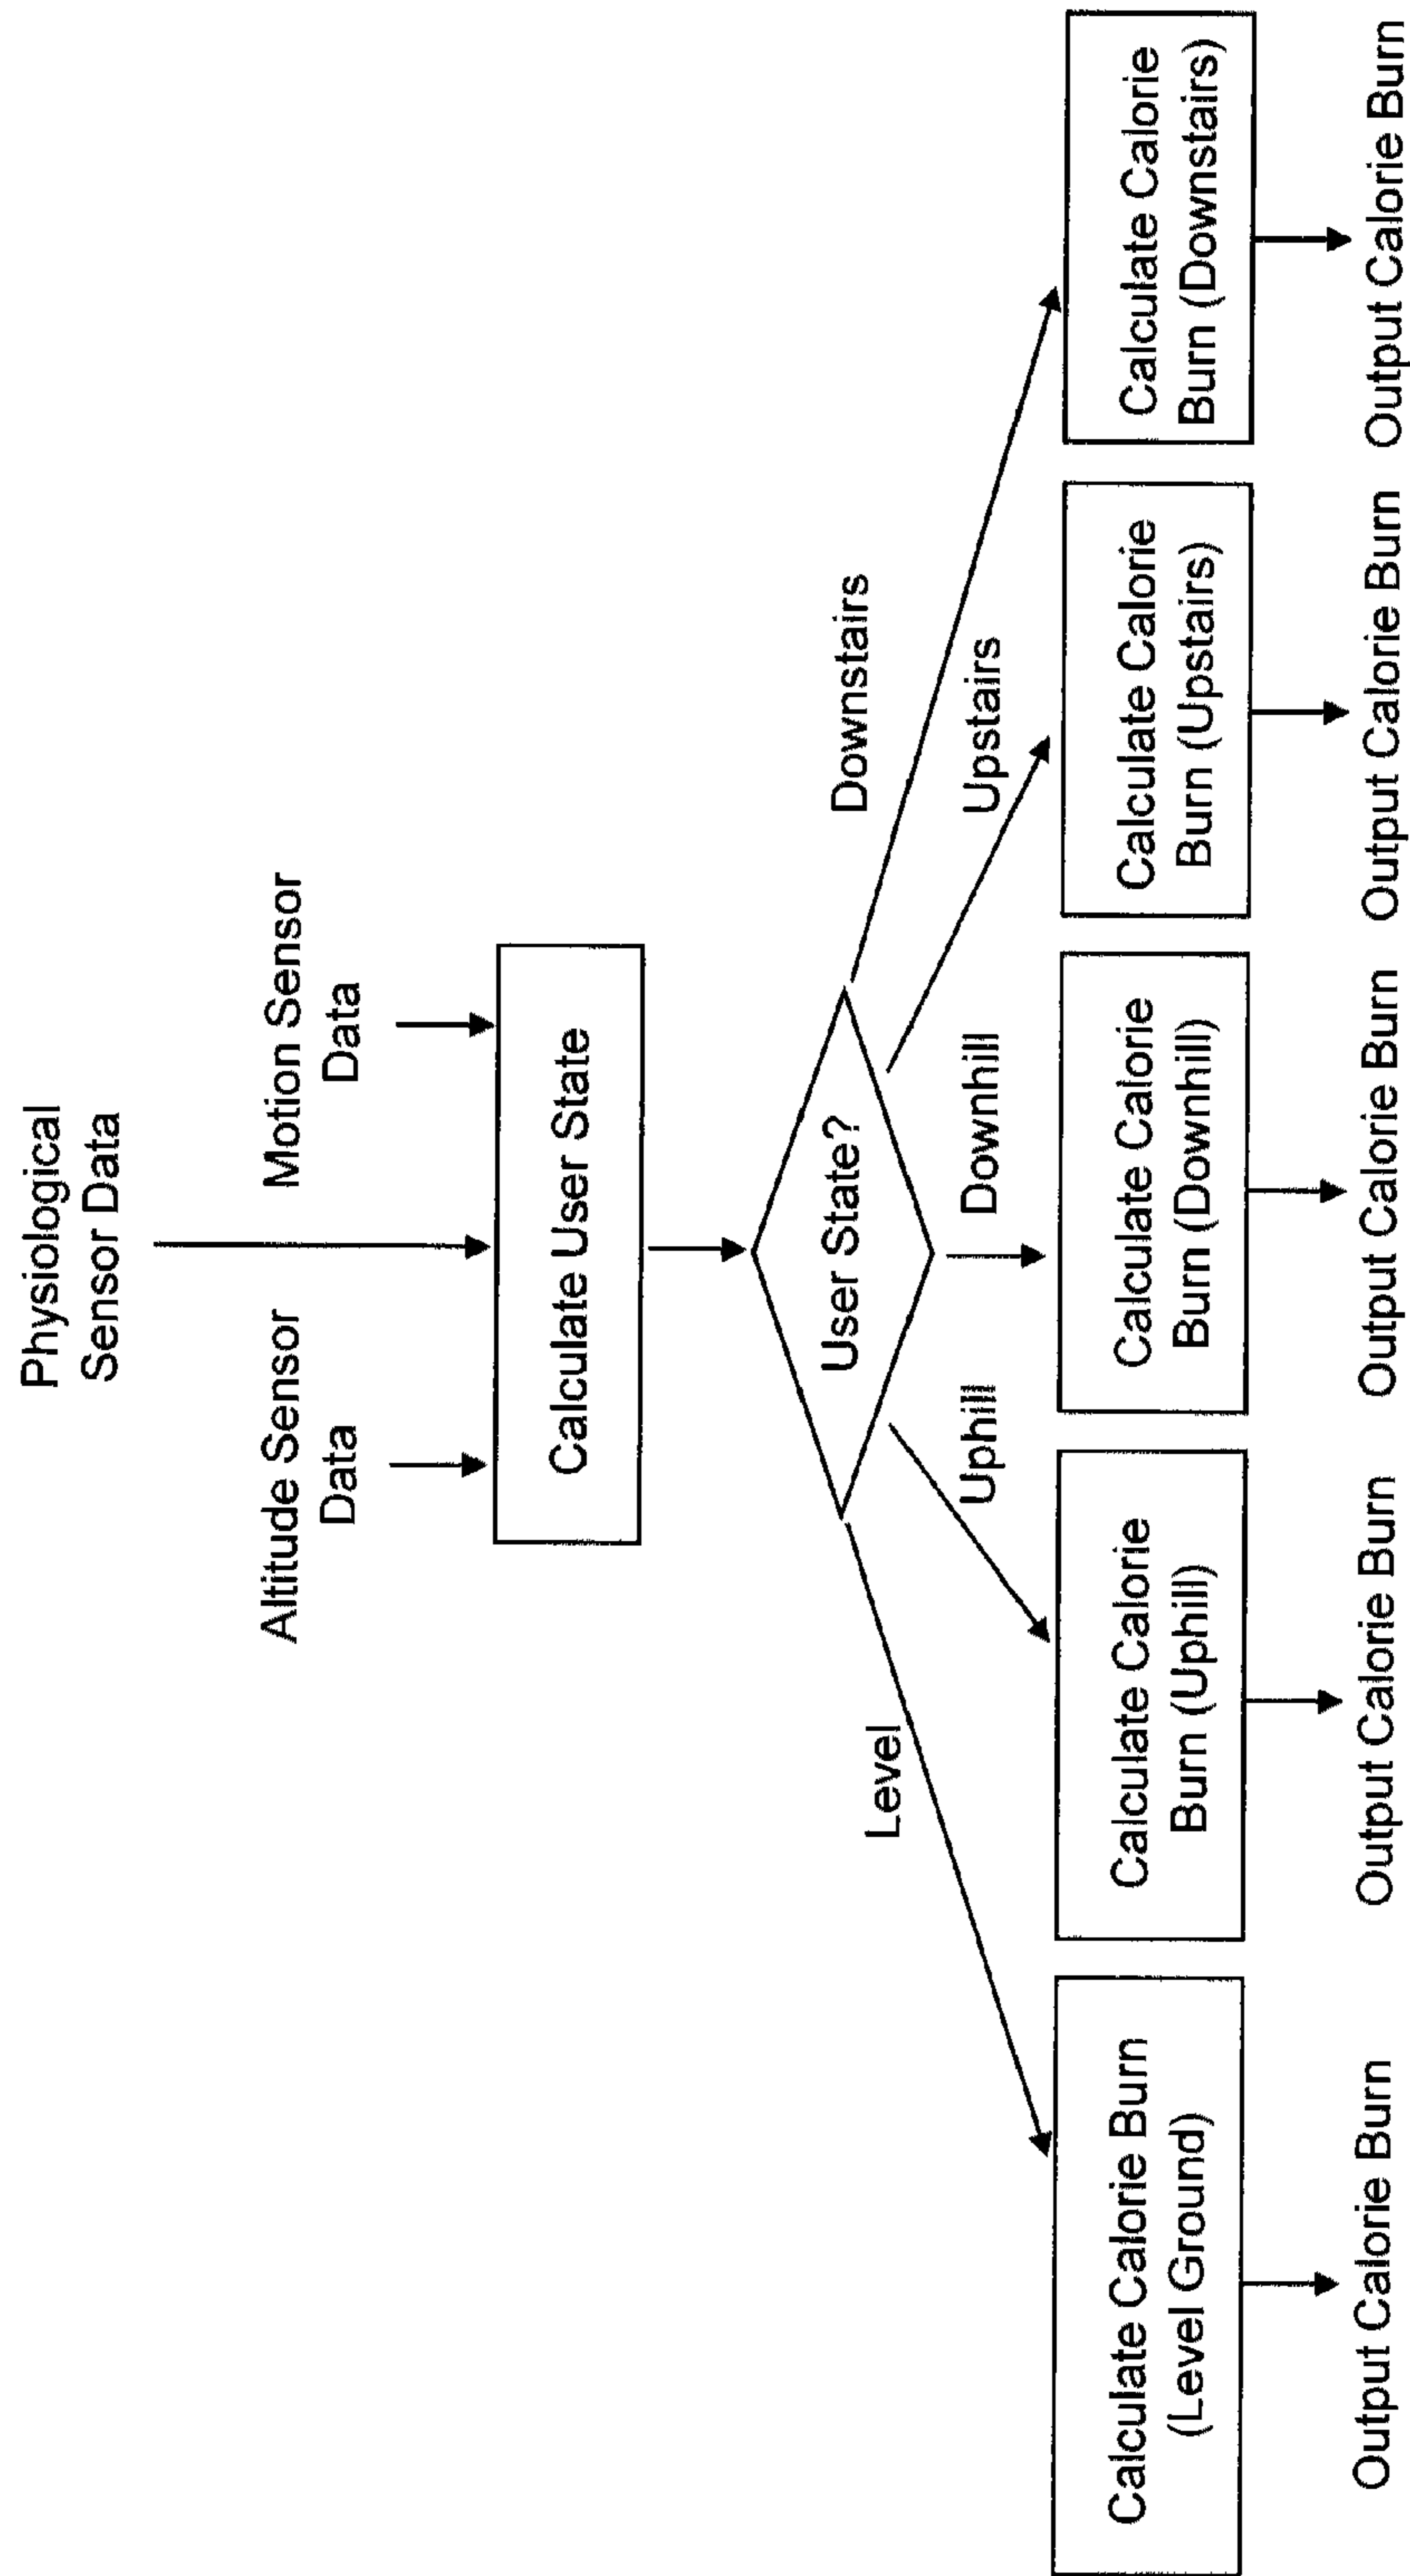 Physiological
Sensor Data
Altitude Sensor
Data
Motion Sensor
Data
Calculate User State
User State?
Level
Uphill
Downhill
Upstairs
Downstairs
Calculate Calorie Burn
(Level Ground)
Calculate Calorie
Burn (Uphill)
Calculate Calorie
Burn (Downhill)
Calculate Calorie
Burn (Upstairs)
Calculate Calorie
Burn (Downstairs)
Output Calorie Burn
Output Calorie Burn
Output Calorie Burn
Output Calorie Burn
Output Calorie Burn